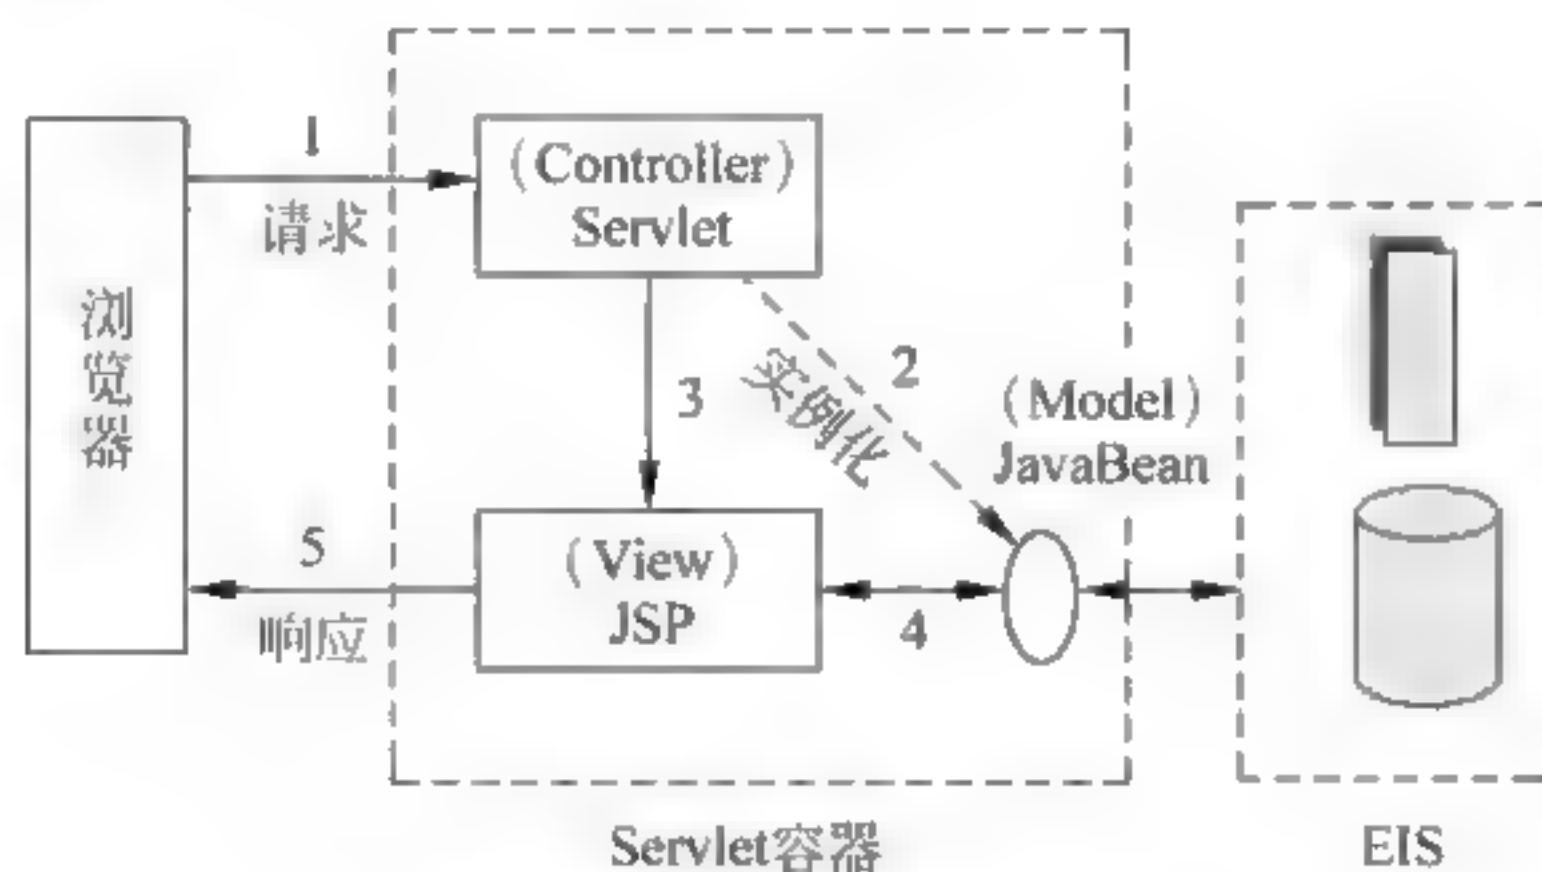 浏览器
1
请求
(Controller)
Servlet
2
实例化
3
(Model)
JavaBean
(View)
JSP
4
5
响应
Servlet容器
EIS